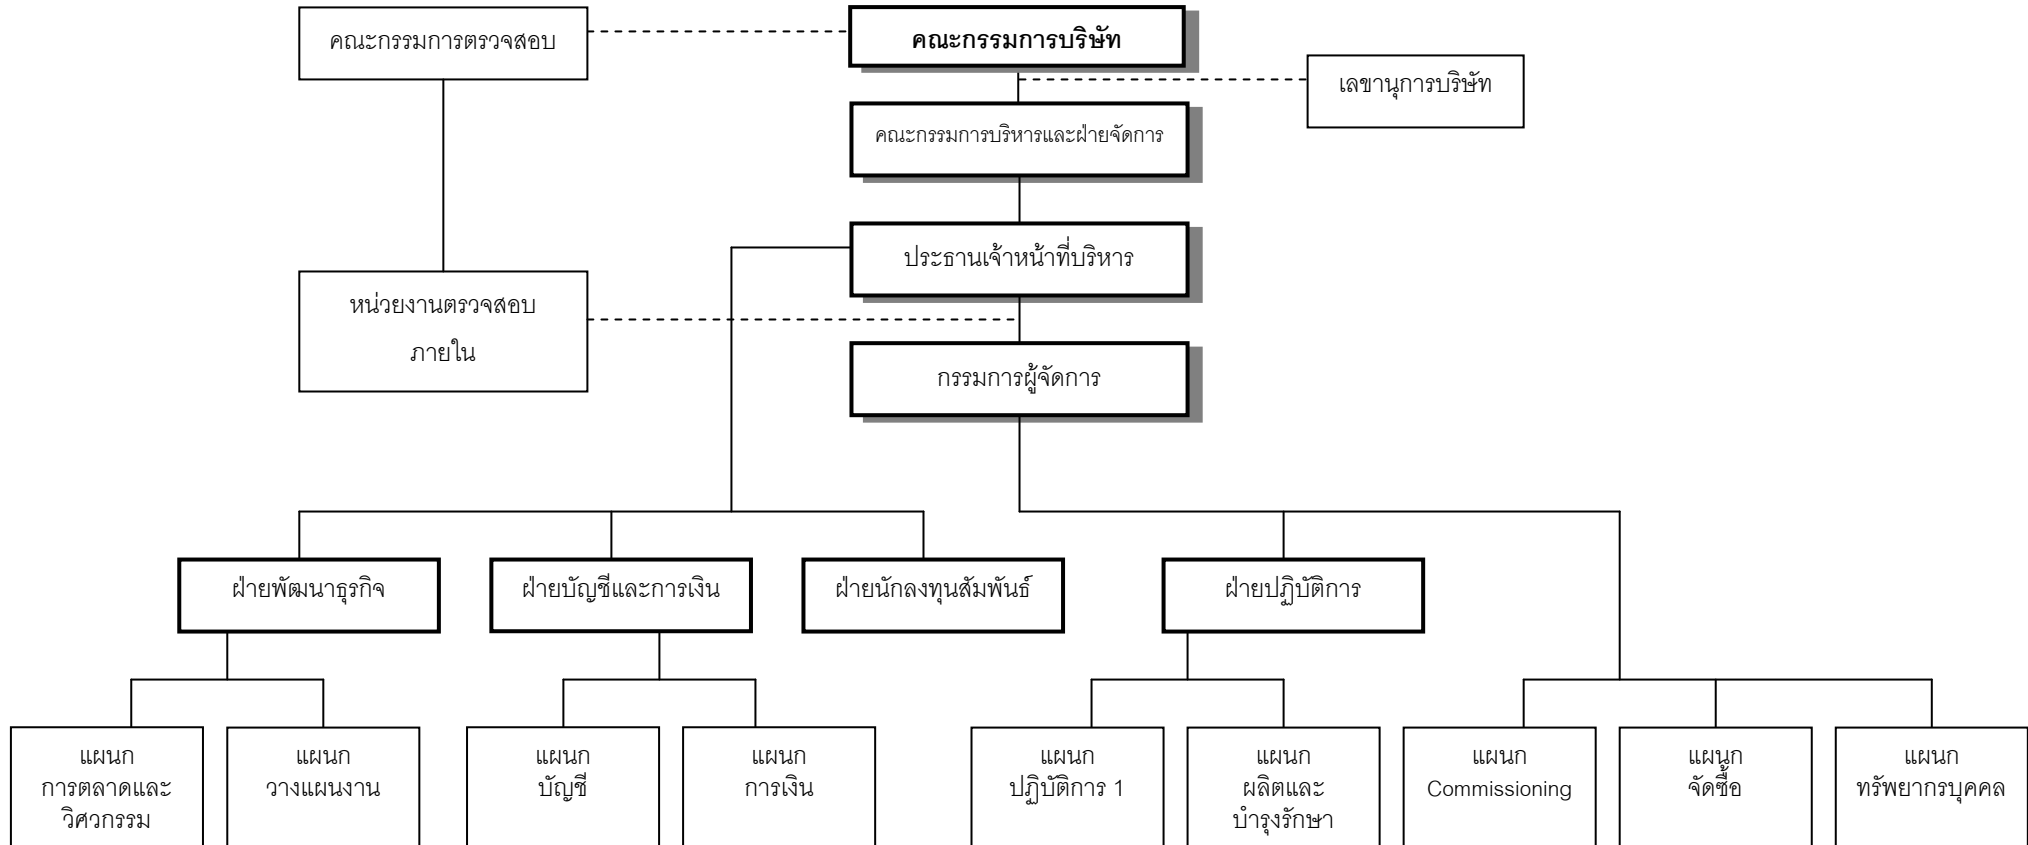 คณะกรรมการตรวจสอบ
คณะกรรมการบริษัท
เลขานุการบริษัท
คณะกรรมการบริหารและฝ่ายจัดการ
ประธานเจ้าหน้าที่บริหาร
หน่วยงานตรวจสอบ
ภายใน
กรรมการผู้จัดการ
ฝ่ายพัฒนาธุรกิจ
ฝ่ายบัญชีและการเงิน
ฝ่ายนักลงทุนสัมพันธ์
ฝ่ายปฏิบัติการ
แผนก
การตลาดและ
วิศวกรรม
แผนก
วางแผนงาน
แผนก
บัญชี
แผนก
การเงิน
แผนก
ปฏิบัติการ 1
แผนก
ผลิตและ
บำรุงรักษา
แผนก
Commissioning
แผนก
จัดซื้อ
แผนก
ทรัพยากรบุคคล